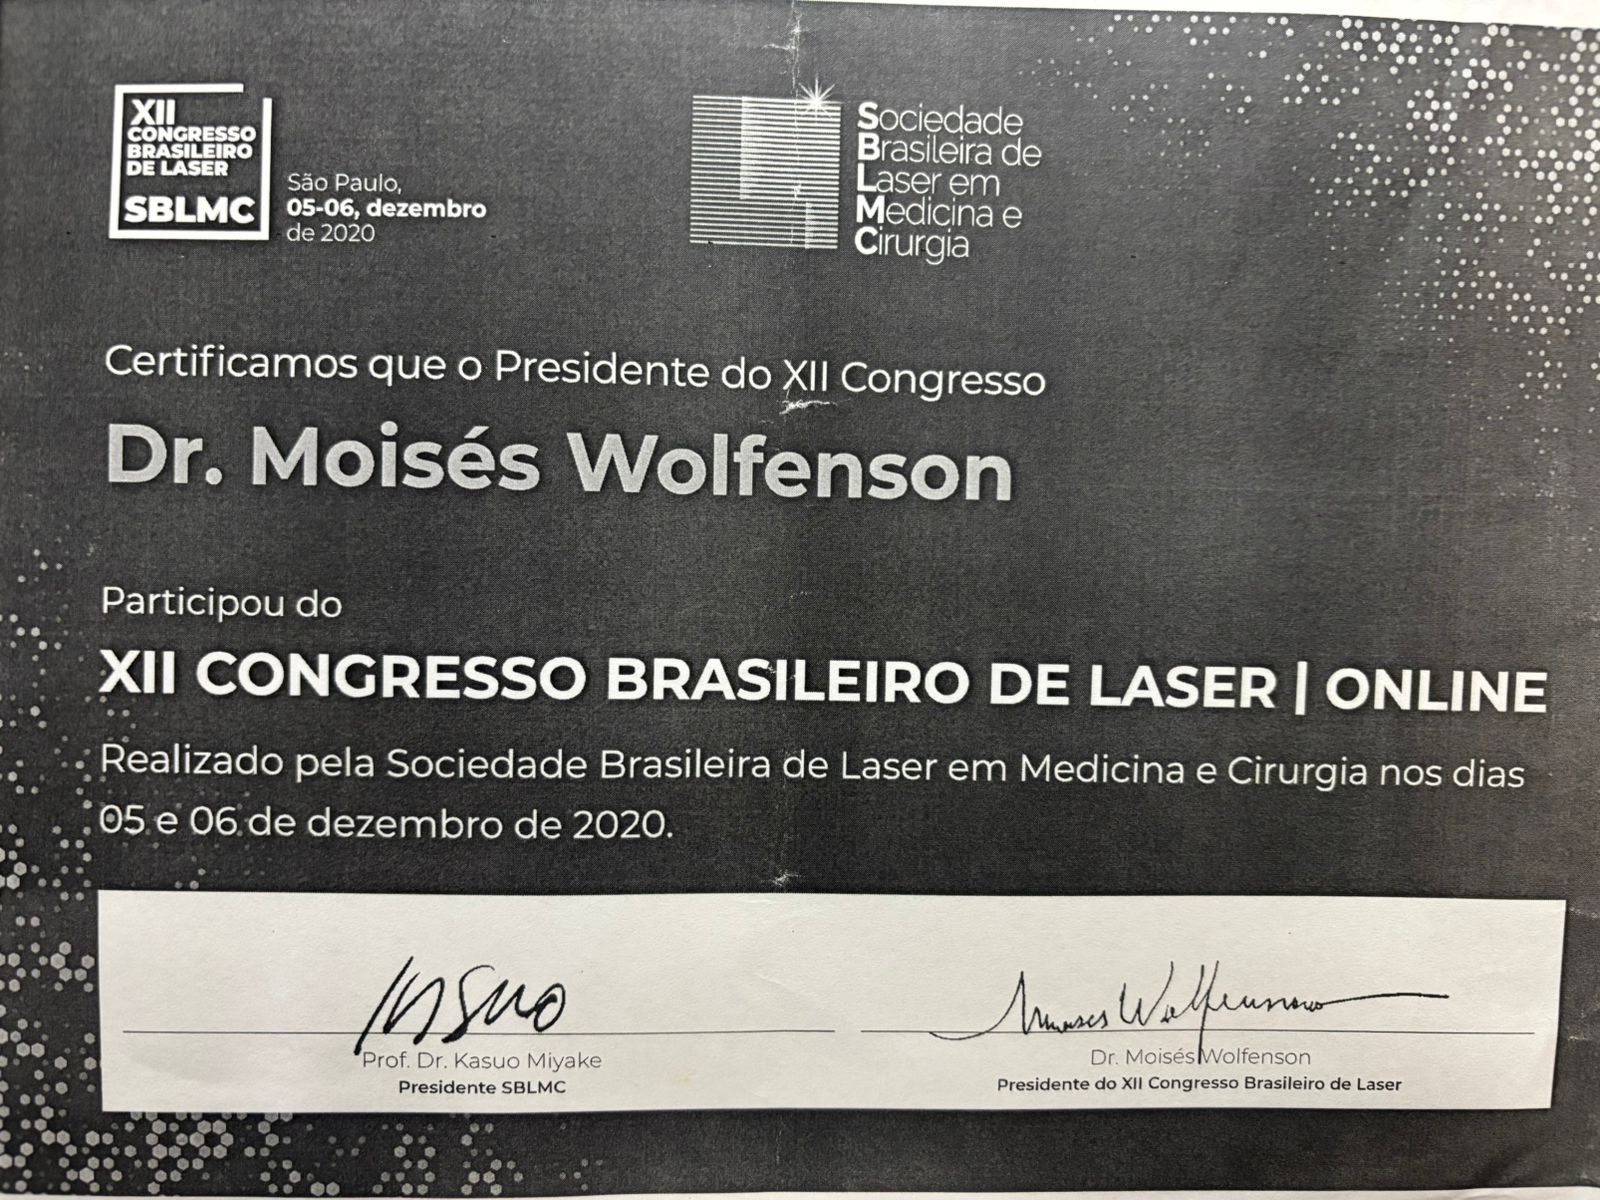 XII
CONGRESSO
BRASILEIRO
DE LASER
SBLMC
São Paulo,
05-06, dezembro
de 2020
Sociedade
Brasileira de
Laser em
Medicina e
Cirurgia
Certificamos que o Presidente do XII Congresso
Dr. Moisés Wolfenson
Participou do
XII CONGRESSO BRASILEIRO DE LASER | ONLINE
Realizado pela Sociedade Brasileira de Laser em Medicina e Cirurgia nos dias
05 e 06 de dezembro de 2020.
Kasuo
Moises Wolfenson
Prof. Dr. Kasuo Miyake
Presidente SBLMC
Dr. Moisés Wolfenson
Presidente do XII Congresso Brasileiro de Laser